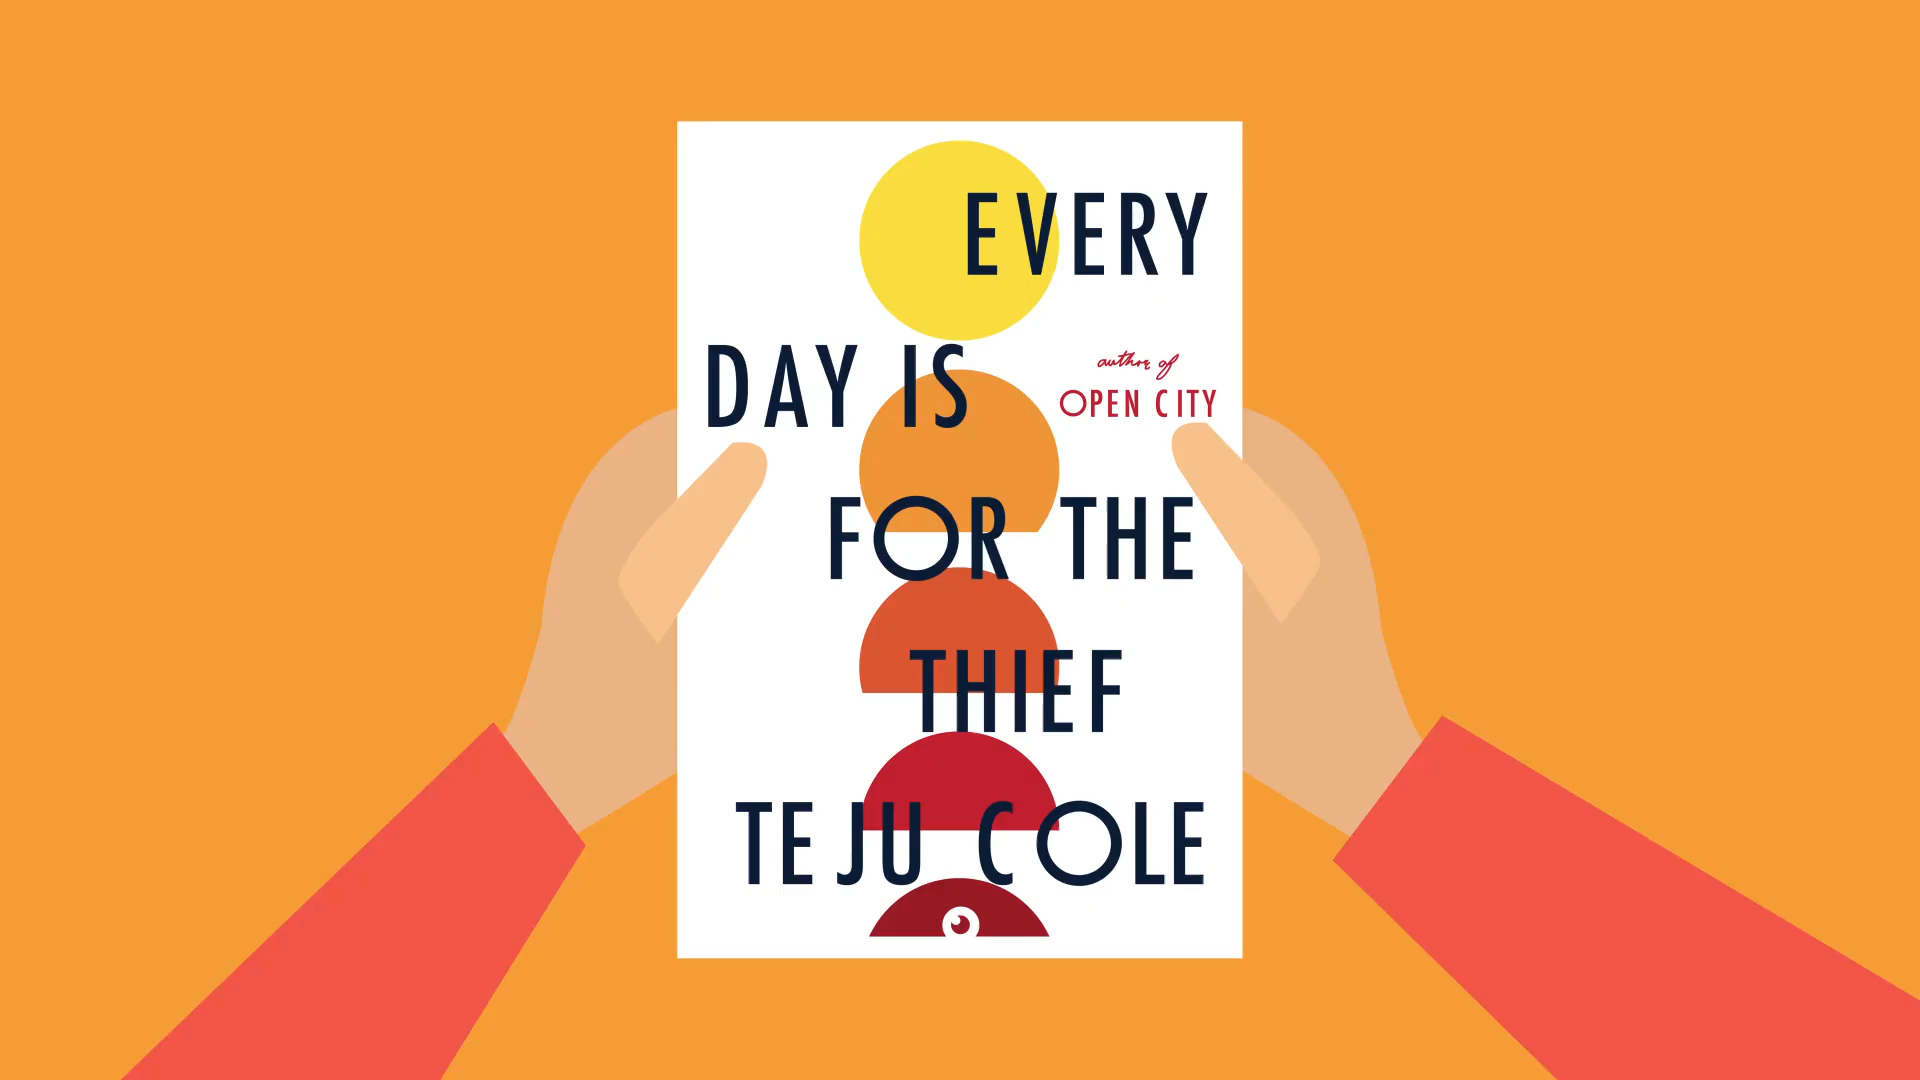 EVERY
DAY IS
author of
OPEN CITY
FOR THE
THIEF
TEJU COLE